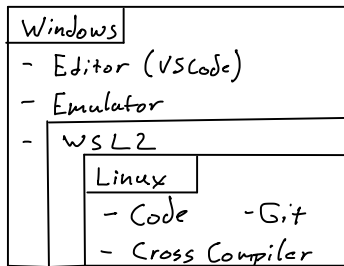 Windows
- Editor (VSCode)
- Emulator
- WSL2
Linux
- Code - Git
- Cross Compiler